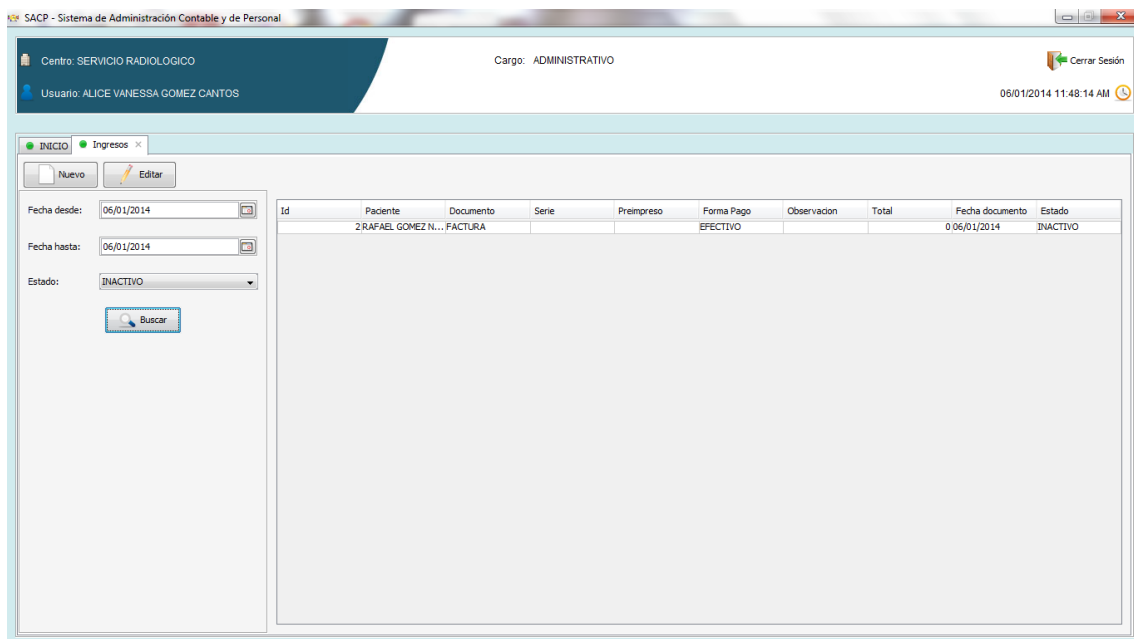 SACP - Sistema de Administración Contable y de Personal
Centro: SERVICIO RADIOLOGICO
Cargo: ADMINISTRATIVO
Cerrar Sesión
Usuario: ALICE VANESSA GOMEZ CANTOS
06/01/2014 11:48:14 AM
INICIO
Ingresos
Nuevo
Editar
Fecha desde: 06/01/2014
Fecha hasta: 06/01/2014
Estado: INACTIVO
Buscar
Id Paciente Documento Serie Preimpreso Forma Pago Observacion Total Fecha documento Estado
2 RAFAEL GOMEZ N... FACTURA EFECTIVO 0 06/01/2014 INACTIVO